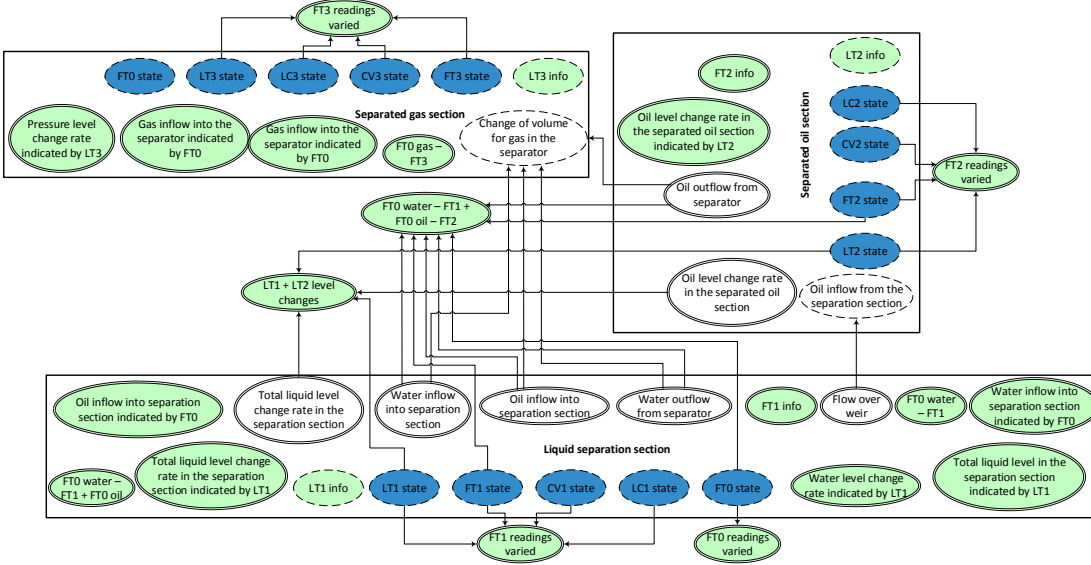 FT3 readings
varied
FT0 state
LT3 state
LC3 state
CV3 state
FT3 state
LT3 info
Separated gas section
Pressure level
change rate
indicated by LT3
Gas inflow into the
separator indicated
by FT0
Gas inflow into the
separator indicated
by FT0
FT0 gas –
FT3
Change of volume
for gas in the
separator
LT2 info
FT2 info
Oil level change rate in
the separated oil section
indicated by LT2
Separated oil section
LC2 state
CV2 state
FT2 state
LT2 state
FT2 readings
varied
Oil outflow from
separator
Oil level change rate
in the separated oil
section
Oil inflow from the
separation section
FT0 water – FT1 +
FT0 oil – FT2
LT1 + LT2 level
changes
Oil inflow into separation
section indicated by FT0
Total liquid level
change rate in the
separation section
Water inflow
into separation
section
Oil inflow into
separation section
Water outflow
from separator
FT1 info
Flow over
weir
FT0 water
– FT1
Water inflow into
separation section
indicated by FT0
Liquid separation section
FT0 water –
FT1 + FT0 oil
Total liquid level change
rate in the separation
section indicated by LT1
LT1 info
LT1 state
FT1 state
CV1 state
LC1 state
FT0 state
Water level change
rate indicated by LT1
Total liquid level in the
separation section
indicated by LT1
FT1 readings
varied
FT0 readings
varied